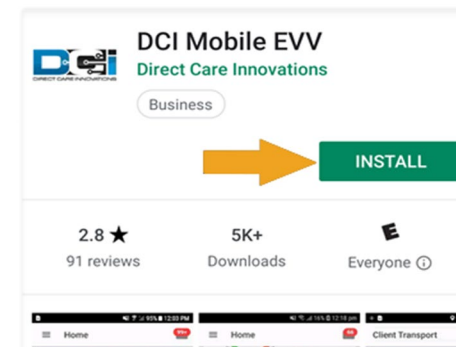 DCI Mobile EVV
DCI
DIRECT CARE INNOVATIONS
Direct Care Innovations
Business
INSTALL
2.8 ★
5K+
E
91 reviews
Downloads
Everyone ⓘ
12:03 PM
12:18 pm
Home
Home
Client Transport